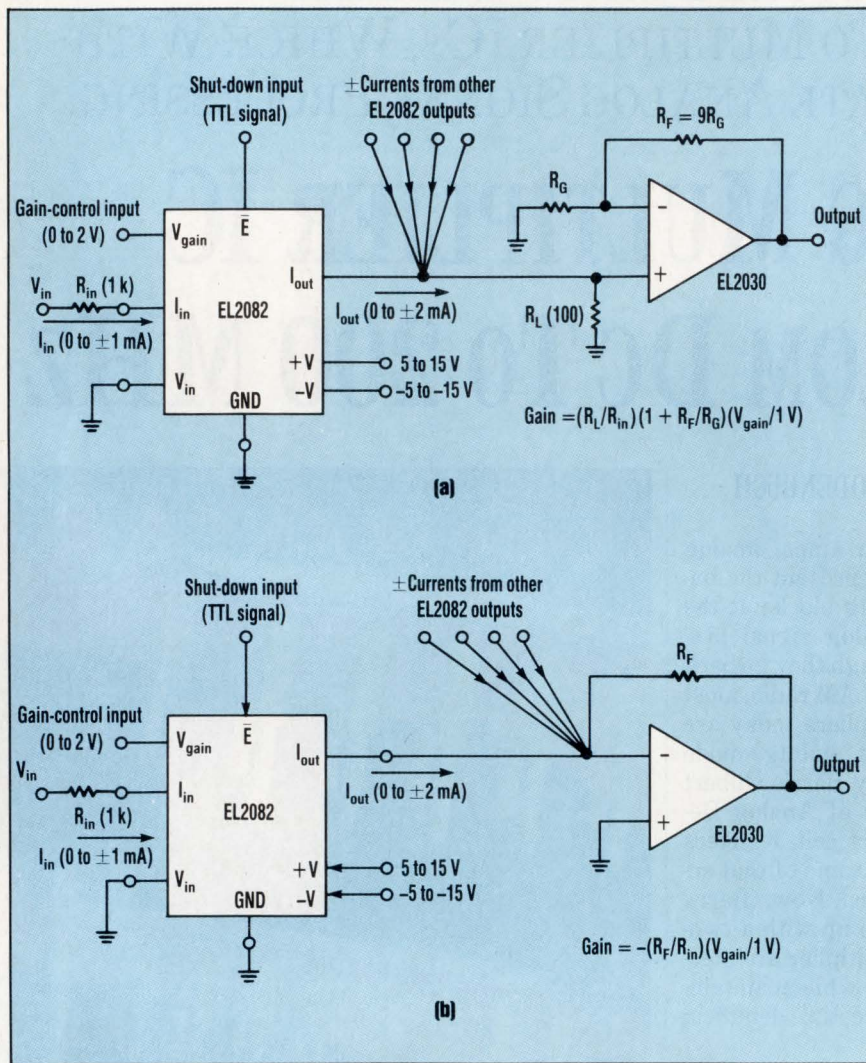 Shut-down input
(TTL signal)
±Currents from other
EL2082 outputs
R_F = 9R_G
R_G
Gain-control input
(0 to 2 V)
V_gain
E̅
−
Output
V_in
R_in (1 k)
I_in
I_out
+
EL2030
I_in (0 to ±1 mA)
EL2082
I_out (0 to ±2 mA)
R_L (100)
V_in
+V
5 to 15 V
GND
−V
−5 to −15 V
Gain = (R_L/R_in) (1 + R_F/R_G) (V_gain/1 V)
(a)
Shut-down input
(TTL signal)
±Currents from other
EL2082 outputs
R_F
Gain-control input
(0 to 2 V)
V_gain
E̅
I_out
−
Output
V_in
I_in
I_out (0 to ±2 mA)
+
EL2030
R_in (1 k)
EL2082
I_in (0 to ±1 mA)
+V
5 to 15 V
V_in
GND
−V
−5 to −15 V
Gain = −(R_F/R_in) (V_gain/1 V)
(b)